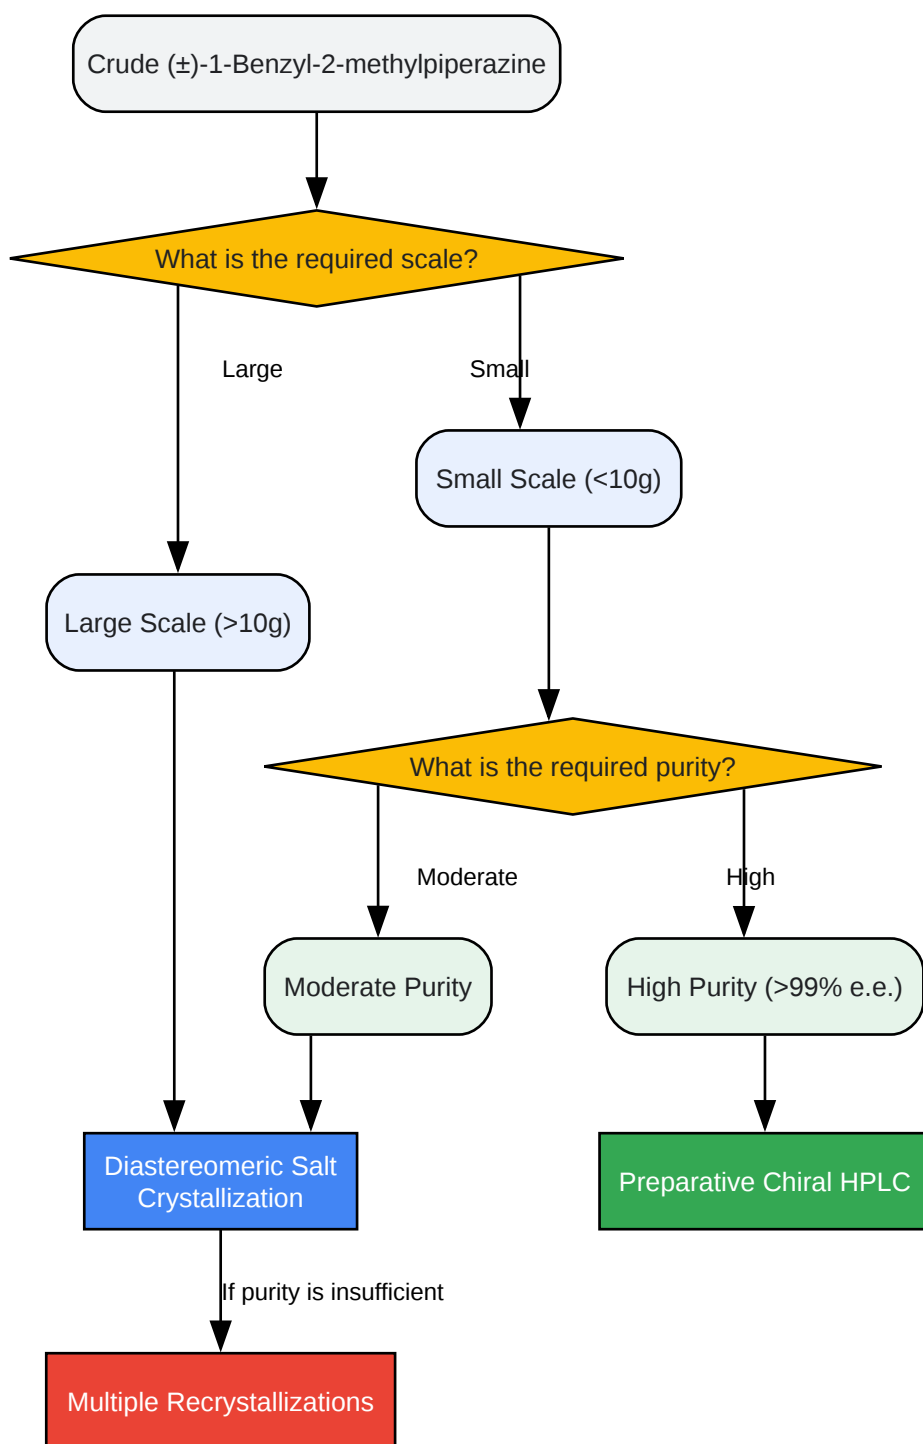 Crude (±)-1-Benzyl-2-methylpiperazine
What is the required scale?
Large
Small
Small Scale (<10g)
Large Scale (>10g)
What is the required purity?
Moderate
High
Moderate Purity
High Purity (>99% e.e.)
Diastereomeric Salt
Crystallization
Preparative Chiral HPLC
If purity is insufficient
Multiple Recrystallizations